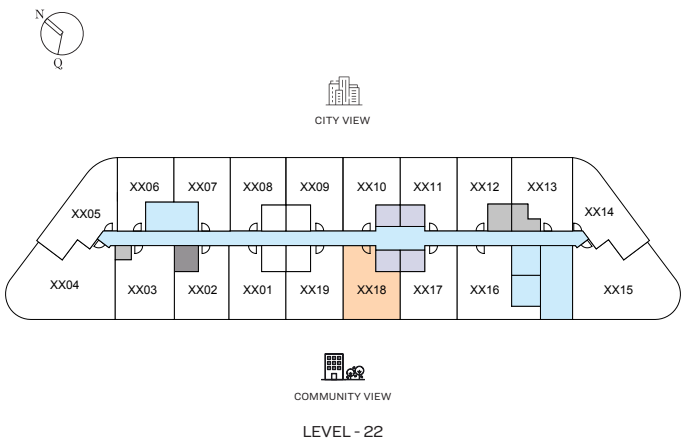 N
Q
CITY VIEW
XX06 XX07 XX08 XX09 XX10 XX11 XX12 XX13
XX05 XX14
XX04 XX03 XX02 XX01 XX19 XX18 XX17 XX16 XX15
COMMUNITY VIEW
LEVEL - 22